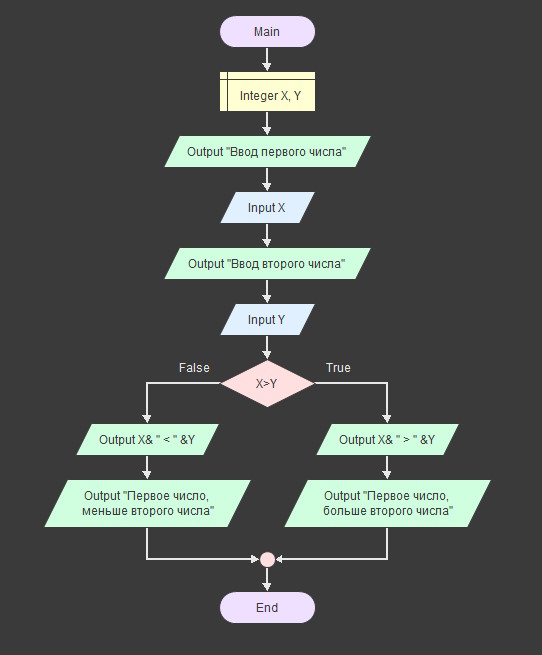 Main
Integer X, Y
Output "Ввод первого числа"
Input X
Output "Ввод второго числа"
Input Y
False
True
X>Y
Output X& " < " &Y
Output X& " > " &Y
Output "Первое число,
меньше второго числа"
Output "Первое число,
больше второго числа"
End